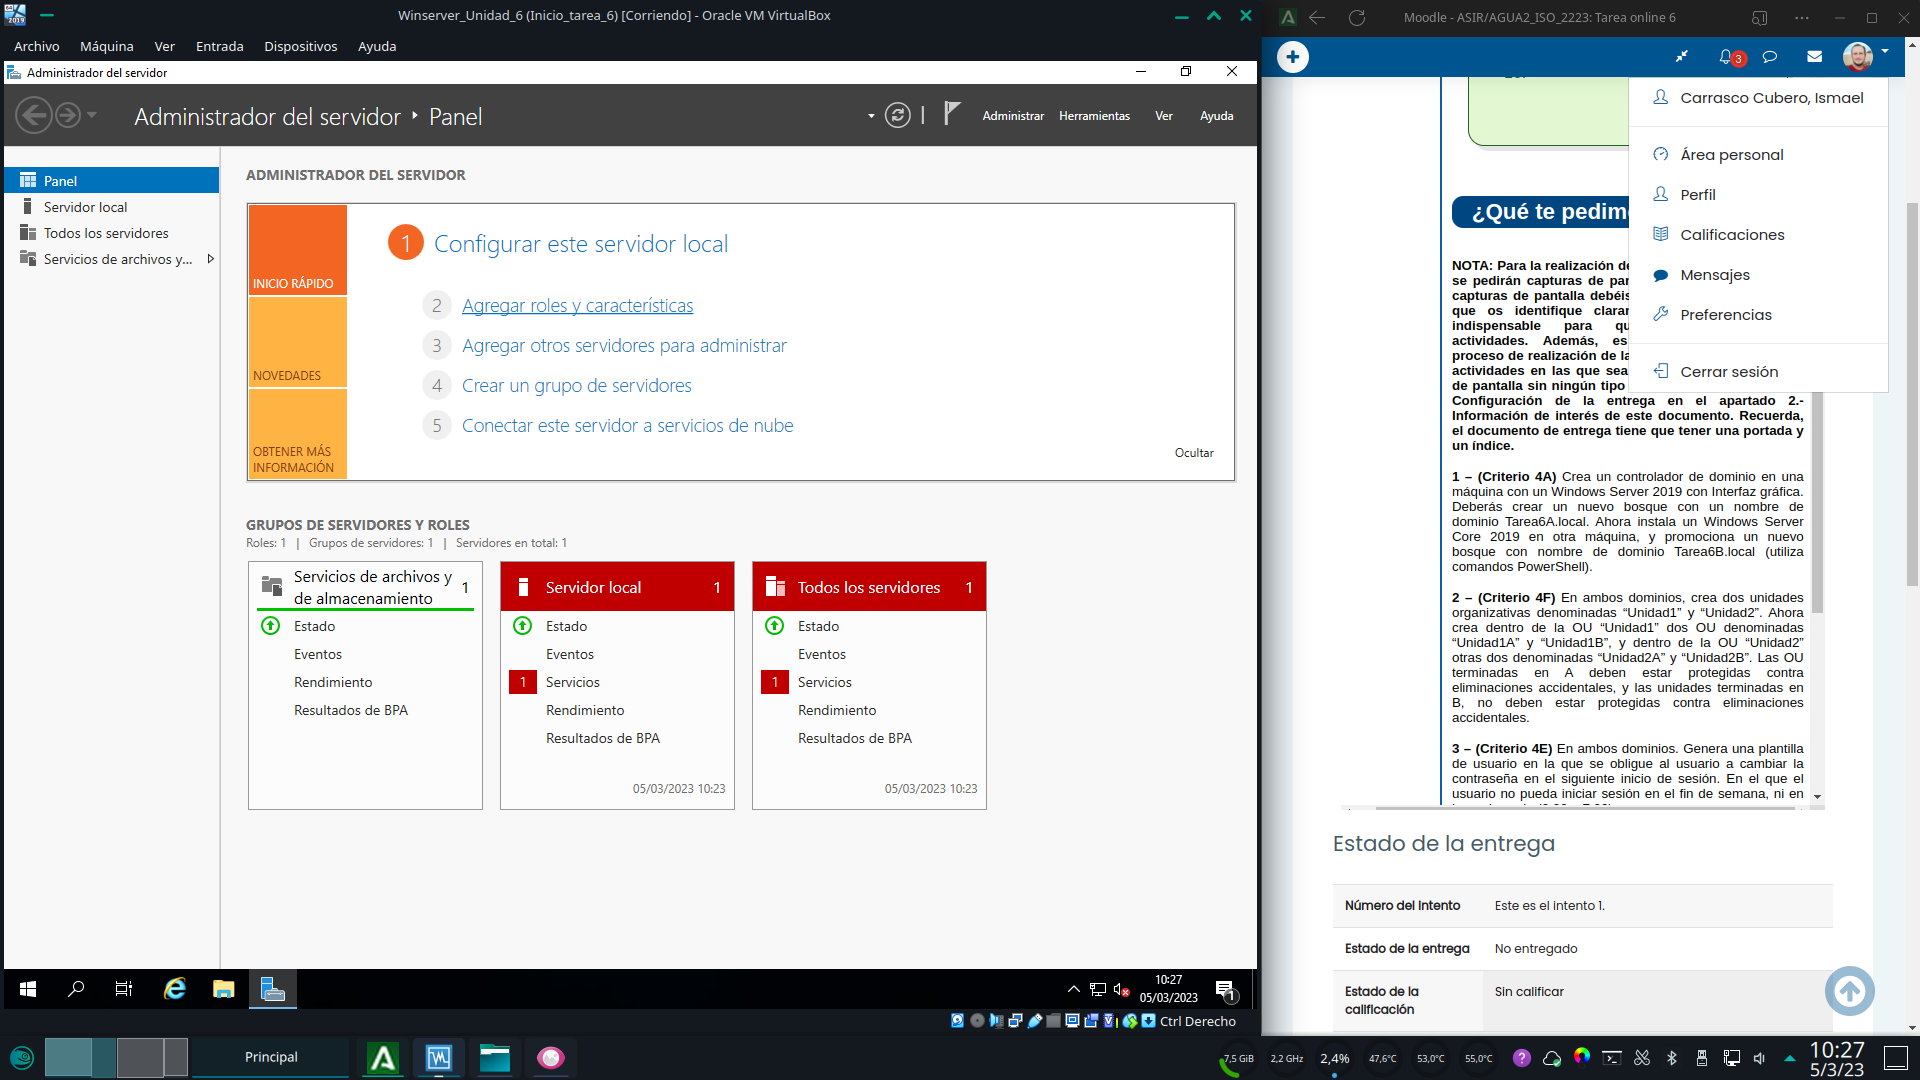 Winserver_Unidad_6 (Inicio_tarea_6) [Corriendo] - Oracle VM VirtualBox
Archivo Máquina Ver Entrada Dispositivos Ayuda
Administrador del servidor
Administrador del servidor Panel
Administrar Herramientas Ver Ayuda
Panel
Servidor local
Todos los servidores
Servicios de archivos y...
ADMINISTRADOR DEL SERVIDOR
INICIO RÁPIDO
NOVEDADES
OBTENER MÁS
INFORMACIÓN
1 Configurar este servidor local
2 Agregar roles y características
3 Agregar otros servidores para administrar
4 Crear un grupo de servidores
5 Conectar este servidor a servicios de nube
Ocultar
GRUPOS DE SERVIDORES Y ROLES
Roles: 1 | Grupos de servidores: 1 | Servidores en total: 1
Servicios de archivos y
de almacenamiento 1
Estado
Eventos
Rendimiento
Resultados de BPA
Servidor local 1
Estado
Eventos
1 Servicios
Rendimiento
Resultados de BPA
05/03/2023 10:23
Todos los servidores 1
Estado
Eventos
1 Servicios
Rendimiento
Resultados de BPA
05/03/2023 10:23
10:27
05/03/2023
1
Ctrl Derecho
Moodle - ASIR/AGUA2_ISO_2223: Tarea online 6
3
Carrasco Cubero, Ismael
Área personal
Perfil
Calificaciones
Mensajes
Preferencias
Cerrar sesión
¿Qué te pedim
NOTA: Para la realización de
se pedirán capturas de pan
capturas de pantalla debéis
que os identifique claram
indispensable para qu
actividades. Además, es
proceso de realización de la
actividades en las que sea
de pantalla sin ningún tipo
Configuración de la entrega en el apartado 2.-
Información de interés de este documento. Recuerda,
el documento de entrega tiene que tener una portada y
un índice.
1 – (Criterio 4A) Crea un controlador de dominio en una
máquina con un Windows Server 2019 con Interfaz gráfica.
Deberás crear un nuevo bosque con un nombre de
dominio Tarea6A.local. Ahora instala un Windows Server
Core 2019 en otra máquina, y promociona un nuevo
bosque con nombre de dominio Tarea6B.local (utiliza
comandos PowerShell).
2 – (Criterio 4F) En ambos dominios, crea dos unidades
organizativas denominadas “Unidad1” y “Unidad2”. Ahora
crea dentro de la OU “Unidad1” dos OU denominadas
“Unidad1A” y “Unidad1B”, y dentro de la OU “Unidad2”
otras dos denominadas “Unidad2A” y “Unidad2B”. Las OU
terminadas en A deben estar protegidas contra
eliminaciones accidentales, y las unidades terminadas en
B, no deben estar protegidas contra eliminaciones
accidentales.
3 – (Criterio 4E) En ambos dominios. Genera una plantilla
de usuario en la que se obligue al usuario a cambiar la
contraseña en el siguiente inicio de sesión. En el que el
usuario no pueda iniciar sesión en el fin de semana, ni en
Estado de la entrega
Número del intento Este es el intento 1.
Estado de la entrega No entregado
Estado de la
calificación
Sin calificar
Principal
7,5 GiB 2,2 GHz 2,4% 47,6°C 53,0°C 55,0°C
10:27
5/3/23